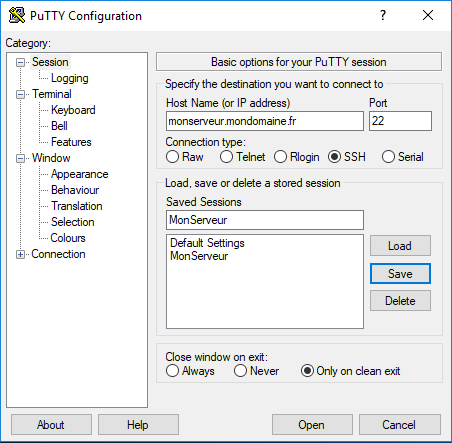 PuTTY Configuration
Category:
Session
Logging
Terminal
Keyboard
Bell
Features
Window
Appearance
Behaviour
Translation
Selection
Colours
Connection
Basic options for your PuTTY session
Specify the destination you want to connect to
Host Name (or IP address) Port
monserveur.mondomaine.fr 22
Connection type:
Raw Telnet Rlogin SSH Serial
Load, save or delete a stored session
Saved Sessions
MonServeur
Default Settings
MonServeur
Load
Save
Delete
Close window on exit:
Always Never Only on clean exit
About Help Open Cancel